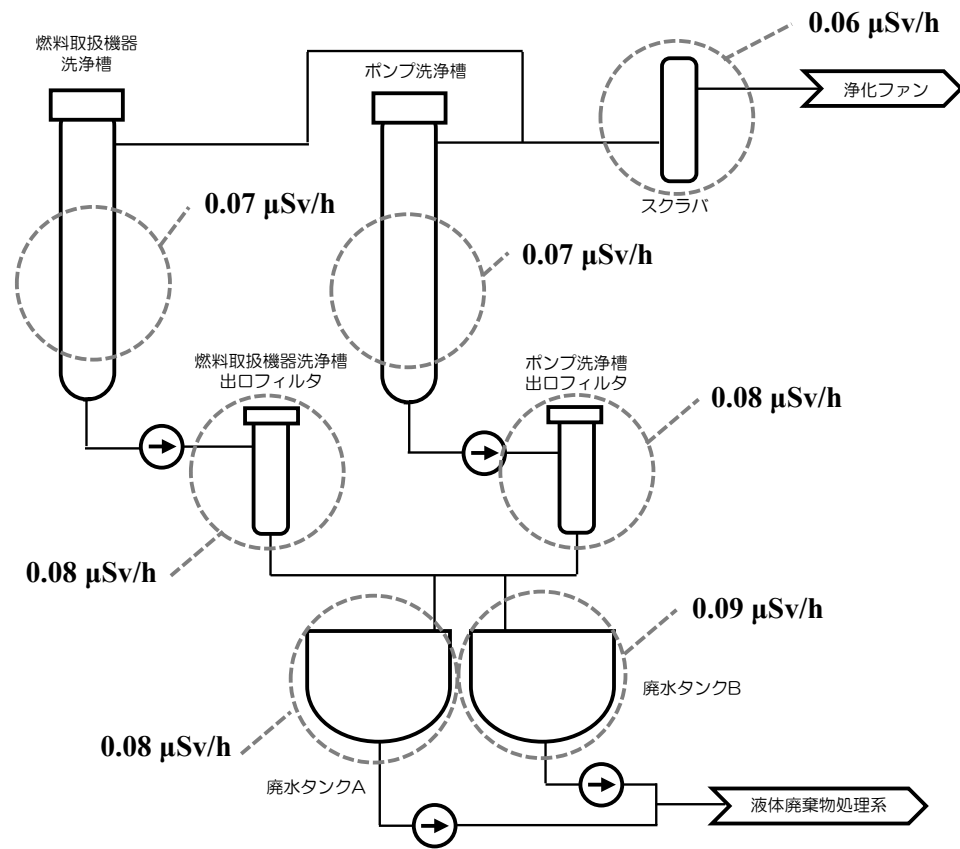 0.06 μSv/h
燃料取扱機器
洗浄槽
ポンプ洗浄槽
浄化ファン
スクラバ
0.07 μSv/h
0.07 μSv/h
燃料取扱機器洗浄槽
出口フィルタ
ポンプ洗浄槽
出口フィルタ
0.08 μSv/h
0.08 μSv/h
0.09 μSv/h
廃水タンクB
0.08 μSv/h
廃水タンクA
液体廃棄物処理系